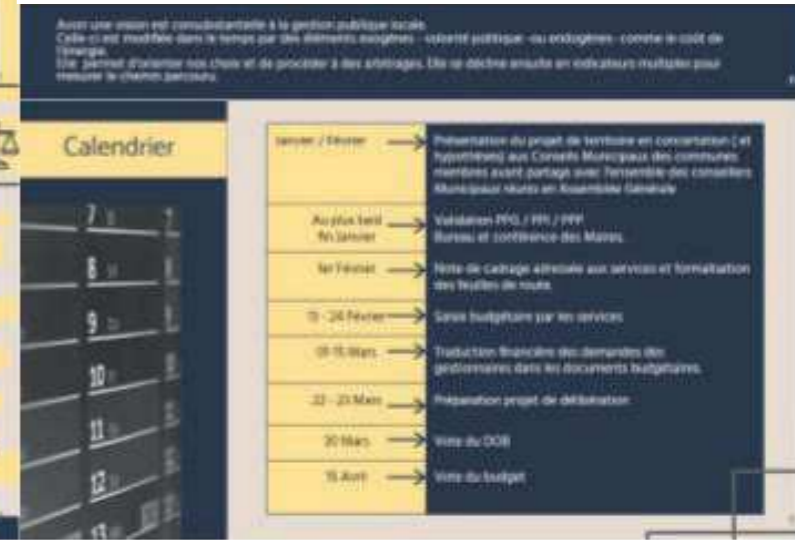 Avoir une vision est consubstantielle à la gestion publique locale.
Celle-ci est modifiée dans le temps par des éléments exogènes - volonté politique -ou endogènes- comme le coût de
l'énergie.
Elle permet d'orienter nos choix et de procéder à des arbitrages. Elle se décline ensuite en indicateurs multiples pour
mesurer le chemin parcouru.
Calendrier
Janvier / Février
Présentation du projet de territoire en concertation ( et
hypothèses) aux Conseils Municipaux des communes
membres avant partage avec l'ensemble des conseillers
Municipaux réunis en Assemblée Générale
Au plus tard
fin Janvier
Validation PFG / PPI / PPF
Bureau et conférence des Maires.
1er Février
Note de cadrage adressée aux services et formalisation
des feuilles de route.
Saisie budgétaire par les services
01-15 Mars
Traduction financière des demandes des
gestionnaires dans les documents budgétaires.
22 - 23 Mars
Préparation projet de délibération
30 Mars
Vote du DOB
15 Avril
Vote du budget
7
8
9
10
11
12
13